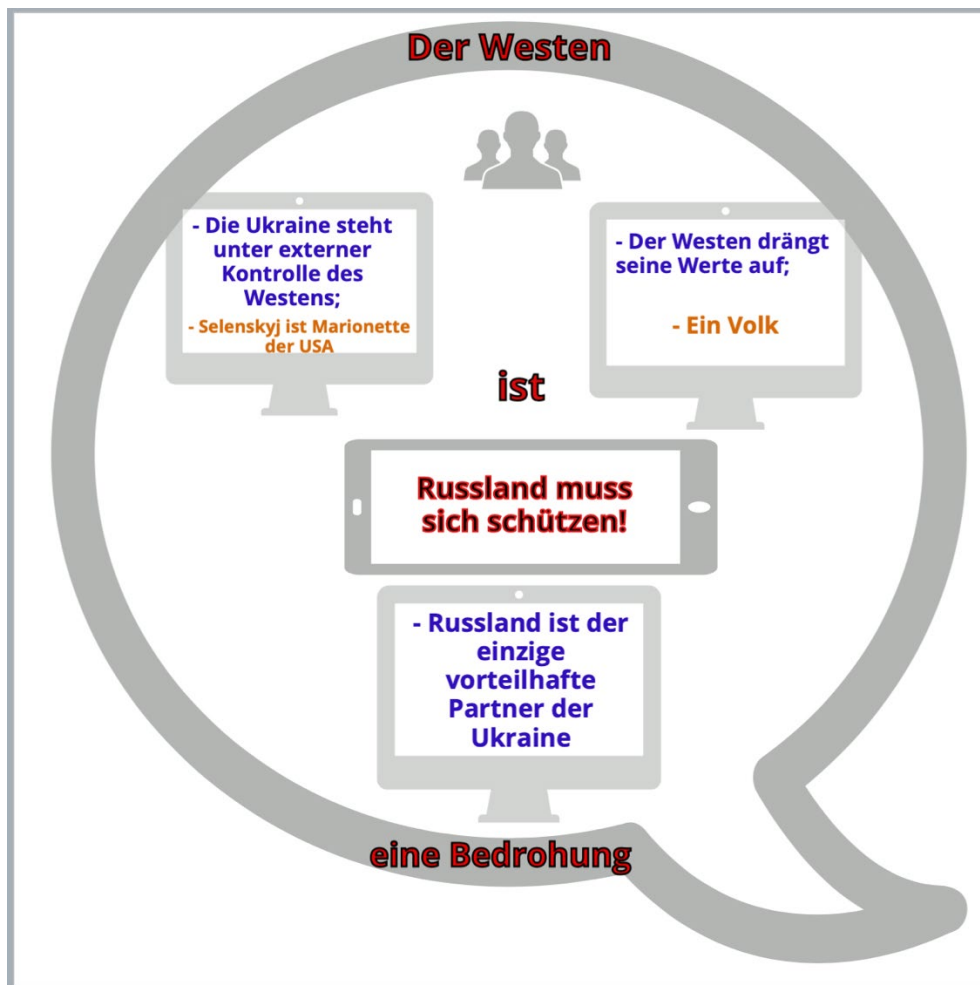 Der Westen
- Die Ukraine steht
unter externer
Kontrolle des
Westens;
- Selenskyj ist Marionette
der USA
- Der Westen drängt
seine Werte auf;
- Ein Volk
ist
Russland muss
sich schützen!
- Russland ist der
einzige
vorteilhafte
Partner der
Ukraine
eine Bedrohung